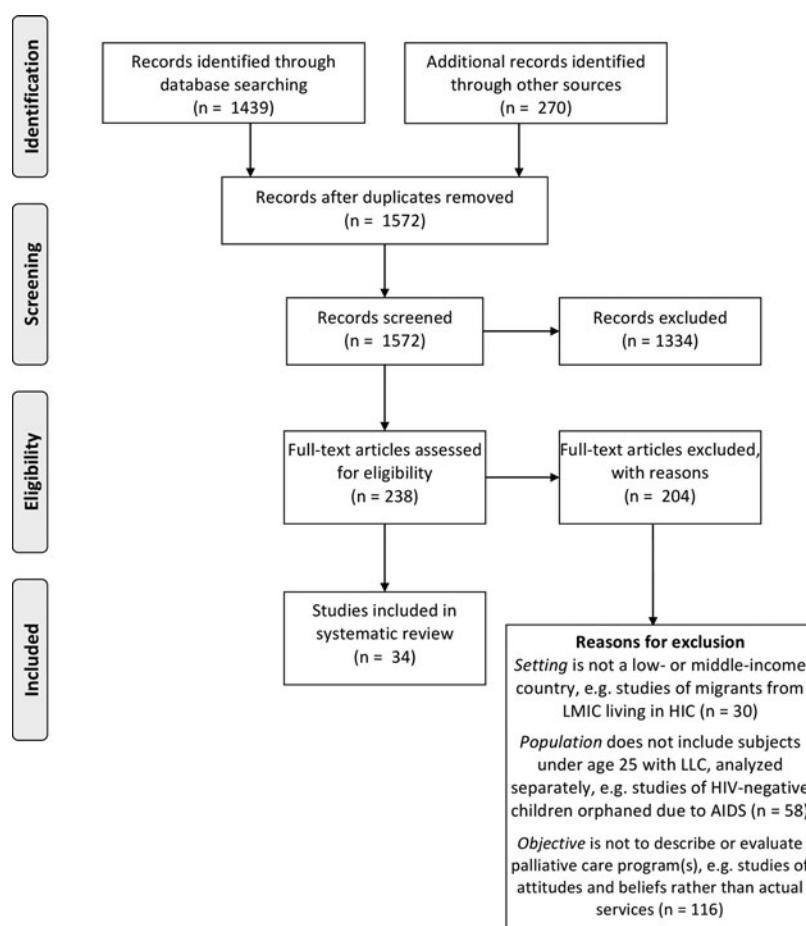 Identification
Records identified through
database searching
(n = 1439)
Additional records identified
through other sources
(n = 270)
Records after duplicates removed
(n = 1572)
Screening
Records screened
(n = 1572)
Records excluded
(n = 1334)
Eligibility
Full-text articles assessed
for eligibility
(n = 238)
Full-text articles excluded,
with reasons
(n = 204)
Included
Studies included in
systematic review
(n = 34)
Reasons for exclusion
Setting is not a low- or middle-income
country, e.g. studies of migrants from
LMIC living in HIC (n = 30)
Population does not include subjects
under age 25 with LLC, analyzed
separately, e.g. studies of HIV-negative
children orphaned due to AIDS (n = 58)
Objective is not to describe or evaluate
palliative care program(s), e.g. studies of
attitudes and beliefs rather than actual
services (n = 116)